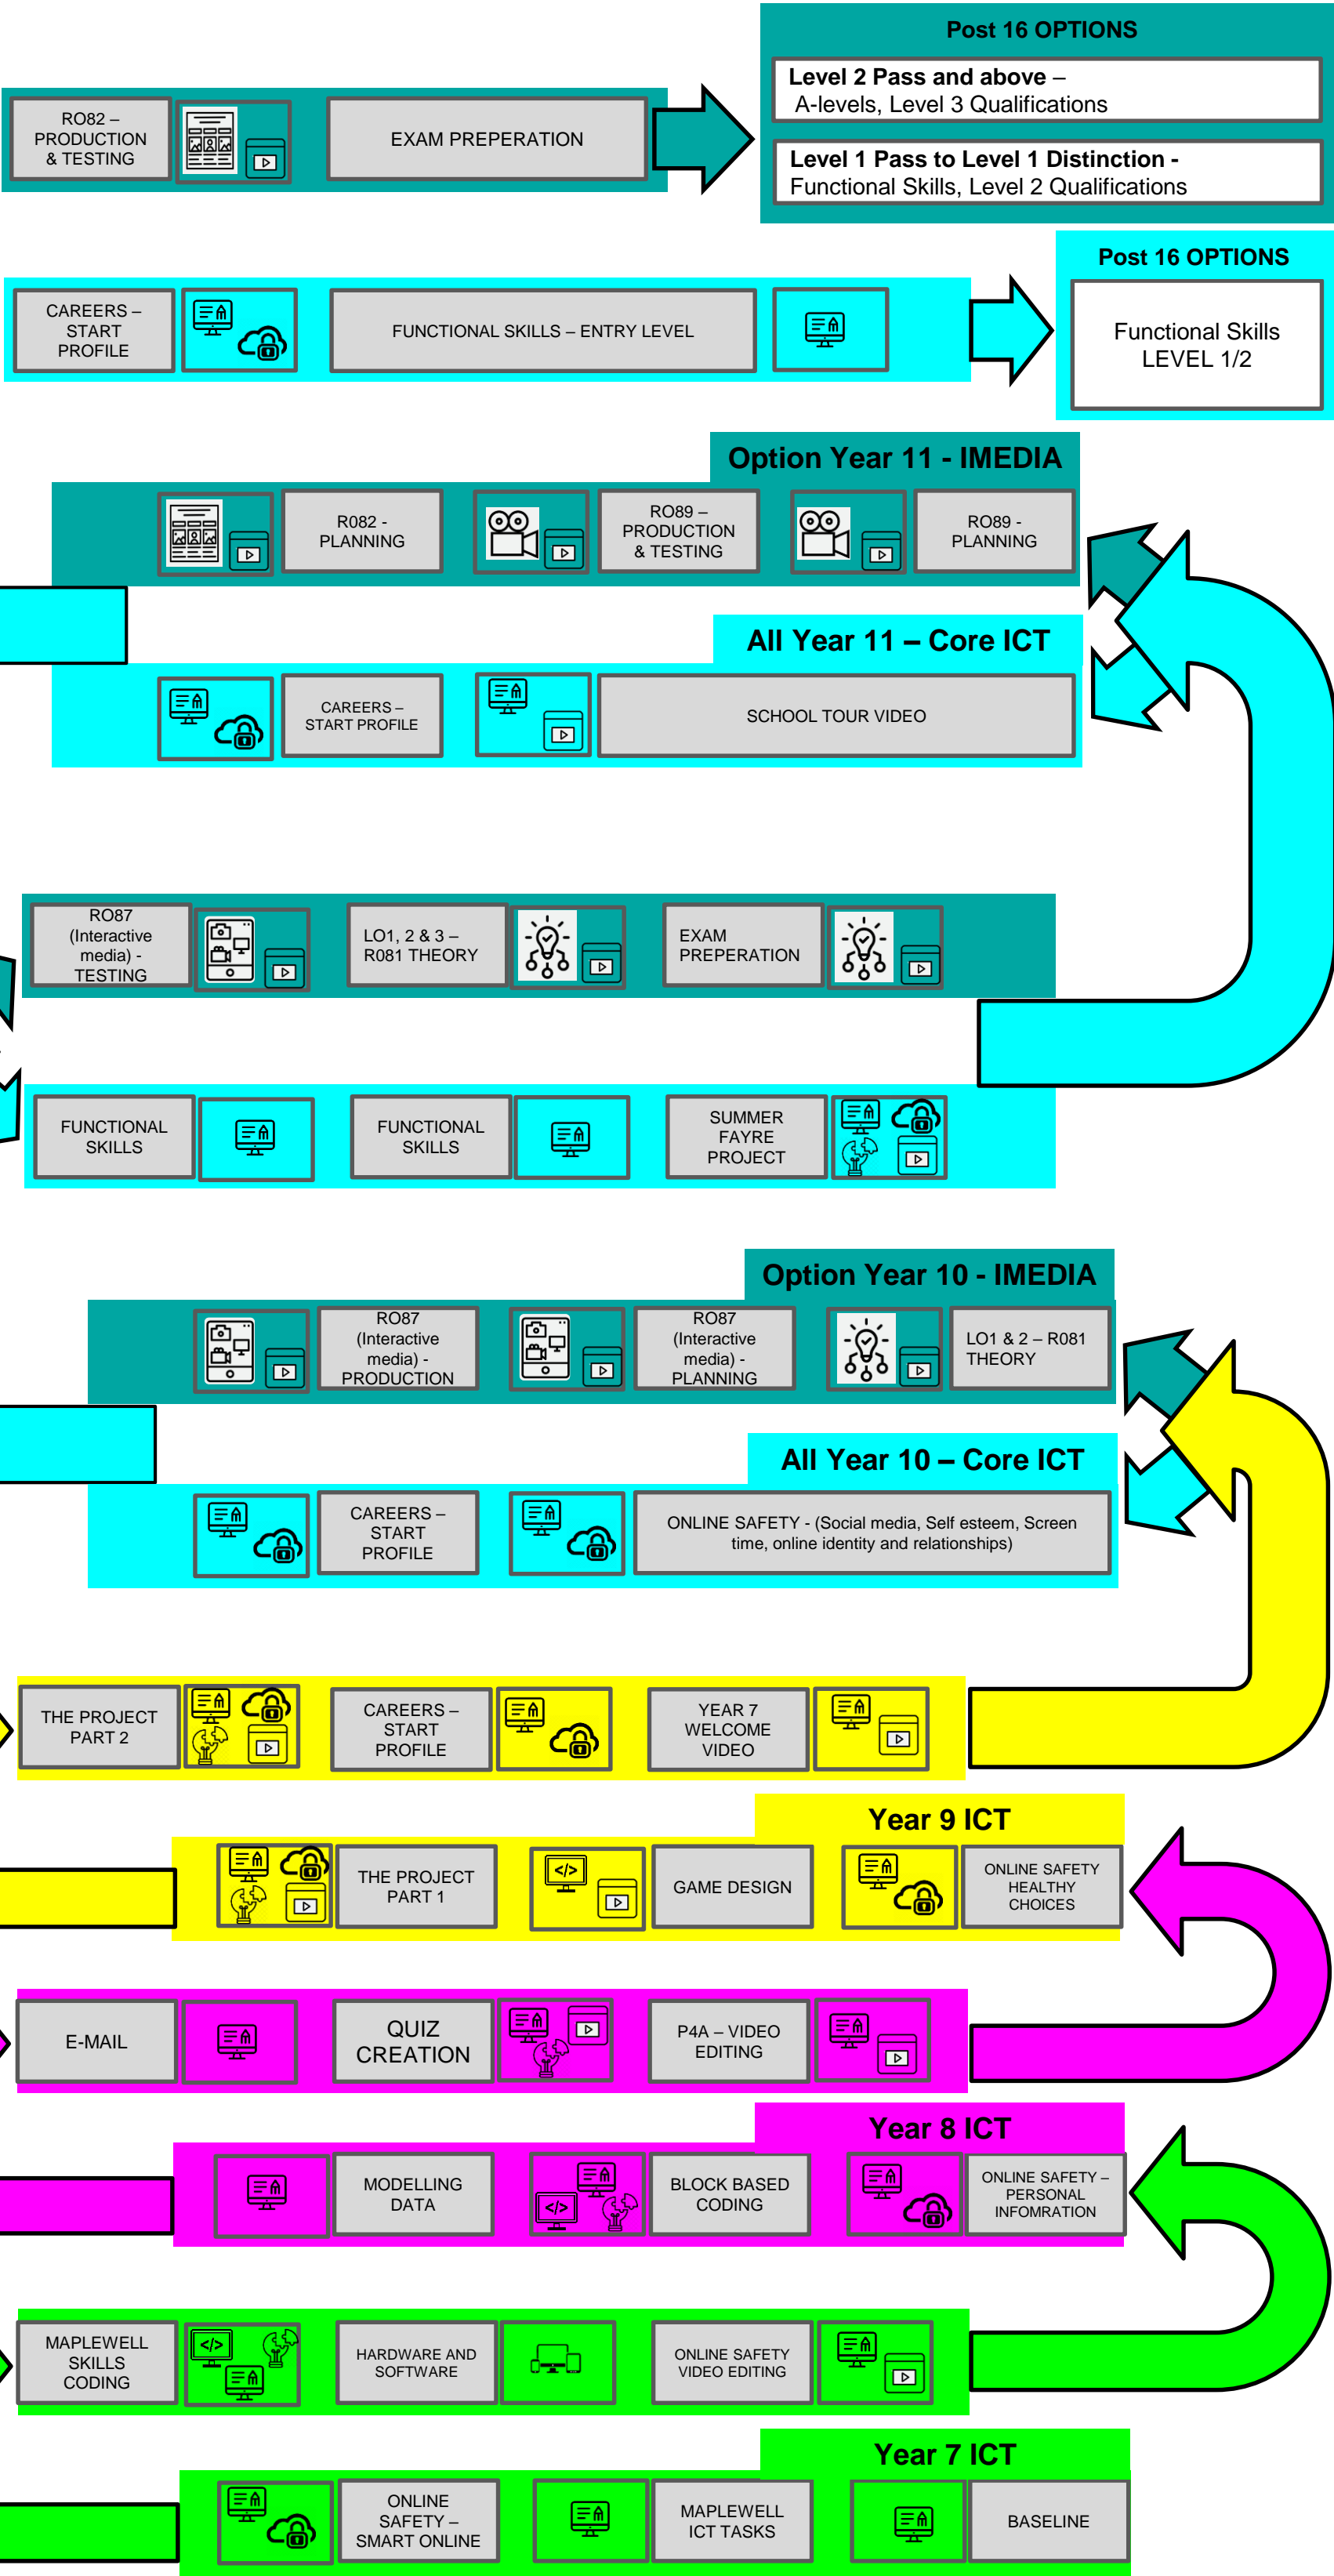 Post 16 OPTIONS
Level 2 Pass and above –
A-levels, Level 3 Qualifications
Level 1 Pass to Level 1 Distinction -
Functional Skills, Level 2 Qualifications
RO82 –
PRODUCTION
& TESTING
EXAM PREPERATION
Post 16 OPTIONS
Functional Skills
LEVEL 1/2
CAREERS –
START
PROFILE
FUNCTIONAL SKILLS – ENTRY LEVEL
Option Year 11 - IMEDIA
R082 -
PLANNING
RO89 –
PRODUCTION
& TESTING
RO89 -
PLANNING
All Year 11 – Core ICT
CAREERS –
START PROFILE
SCHOOL TOUR VIDEO
RO87
(Interactive
media) -
TESTING
LO1, 2 & 3 –
R081 THEORY
EXAM
PREPERATION
FUNCTIONAL
SKILLS
FUNCTIONAL
SKILLS
SUMMER
FAYRE
PROJECT
Option Year 10 - IMEDIA
RO87
(Interactive
media) -
PRODUCTION
RO87
(Interactive
media) -
PLANNING
LO1 & 2 – R081
THEORY
All Year 10 – Core ICT
CAREERS –
START
PROFILE
ONLINE SAFETY - (Social media, Self esteem, Screen
time, online identity and relationships)
THE PROJECT
PART 2
CAREERS –
START
PROFILE
YEAR 7
WELCOME
VIDEO
Year 9 ICT
THE PROJECT
PART 1
</>
GAME DESIGN
ONLINE SAFETY
HEALTHY
CHOICES
E-MAIL
QUIZ
CREATION
P4A – VIDEO
EDITING
Year 8 ICT
MODELLING
DATA
</>
BLOCK BASED
CODING
ONLINE SAFETY –
PERSONAL
INFOMRATION
MAPLEWELL
SKILLS
CODING
</>
HARDWARE AND
SOFTWARE
ONLINE SAFETY
VIDEO EDITING
Year 7 ICT
ONLINE
SAFETY –
SMART ONLINE
MAPLEWELL
ICT TASKS
BASELINE